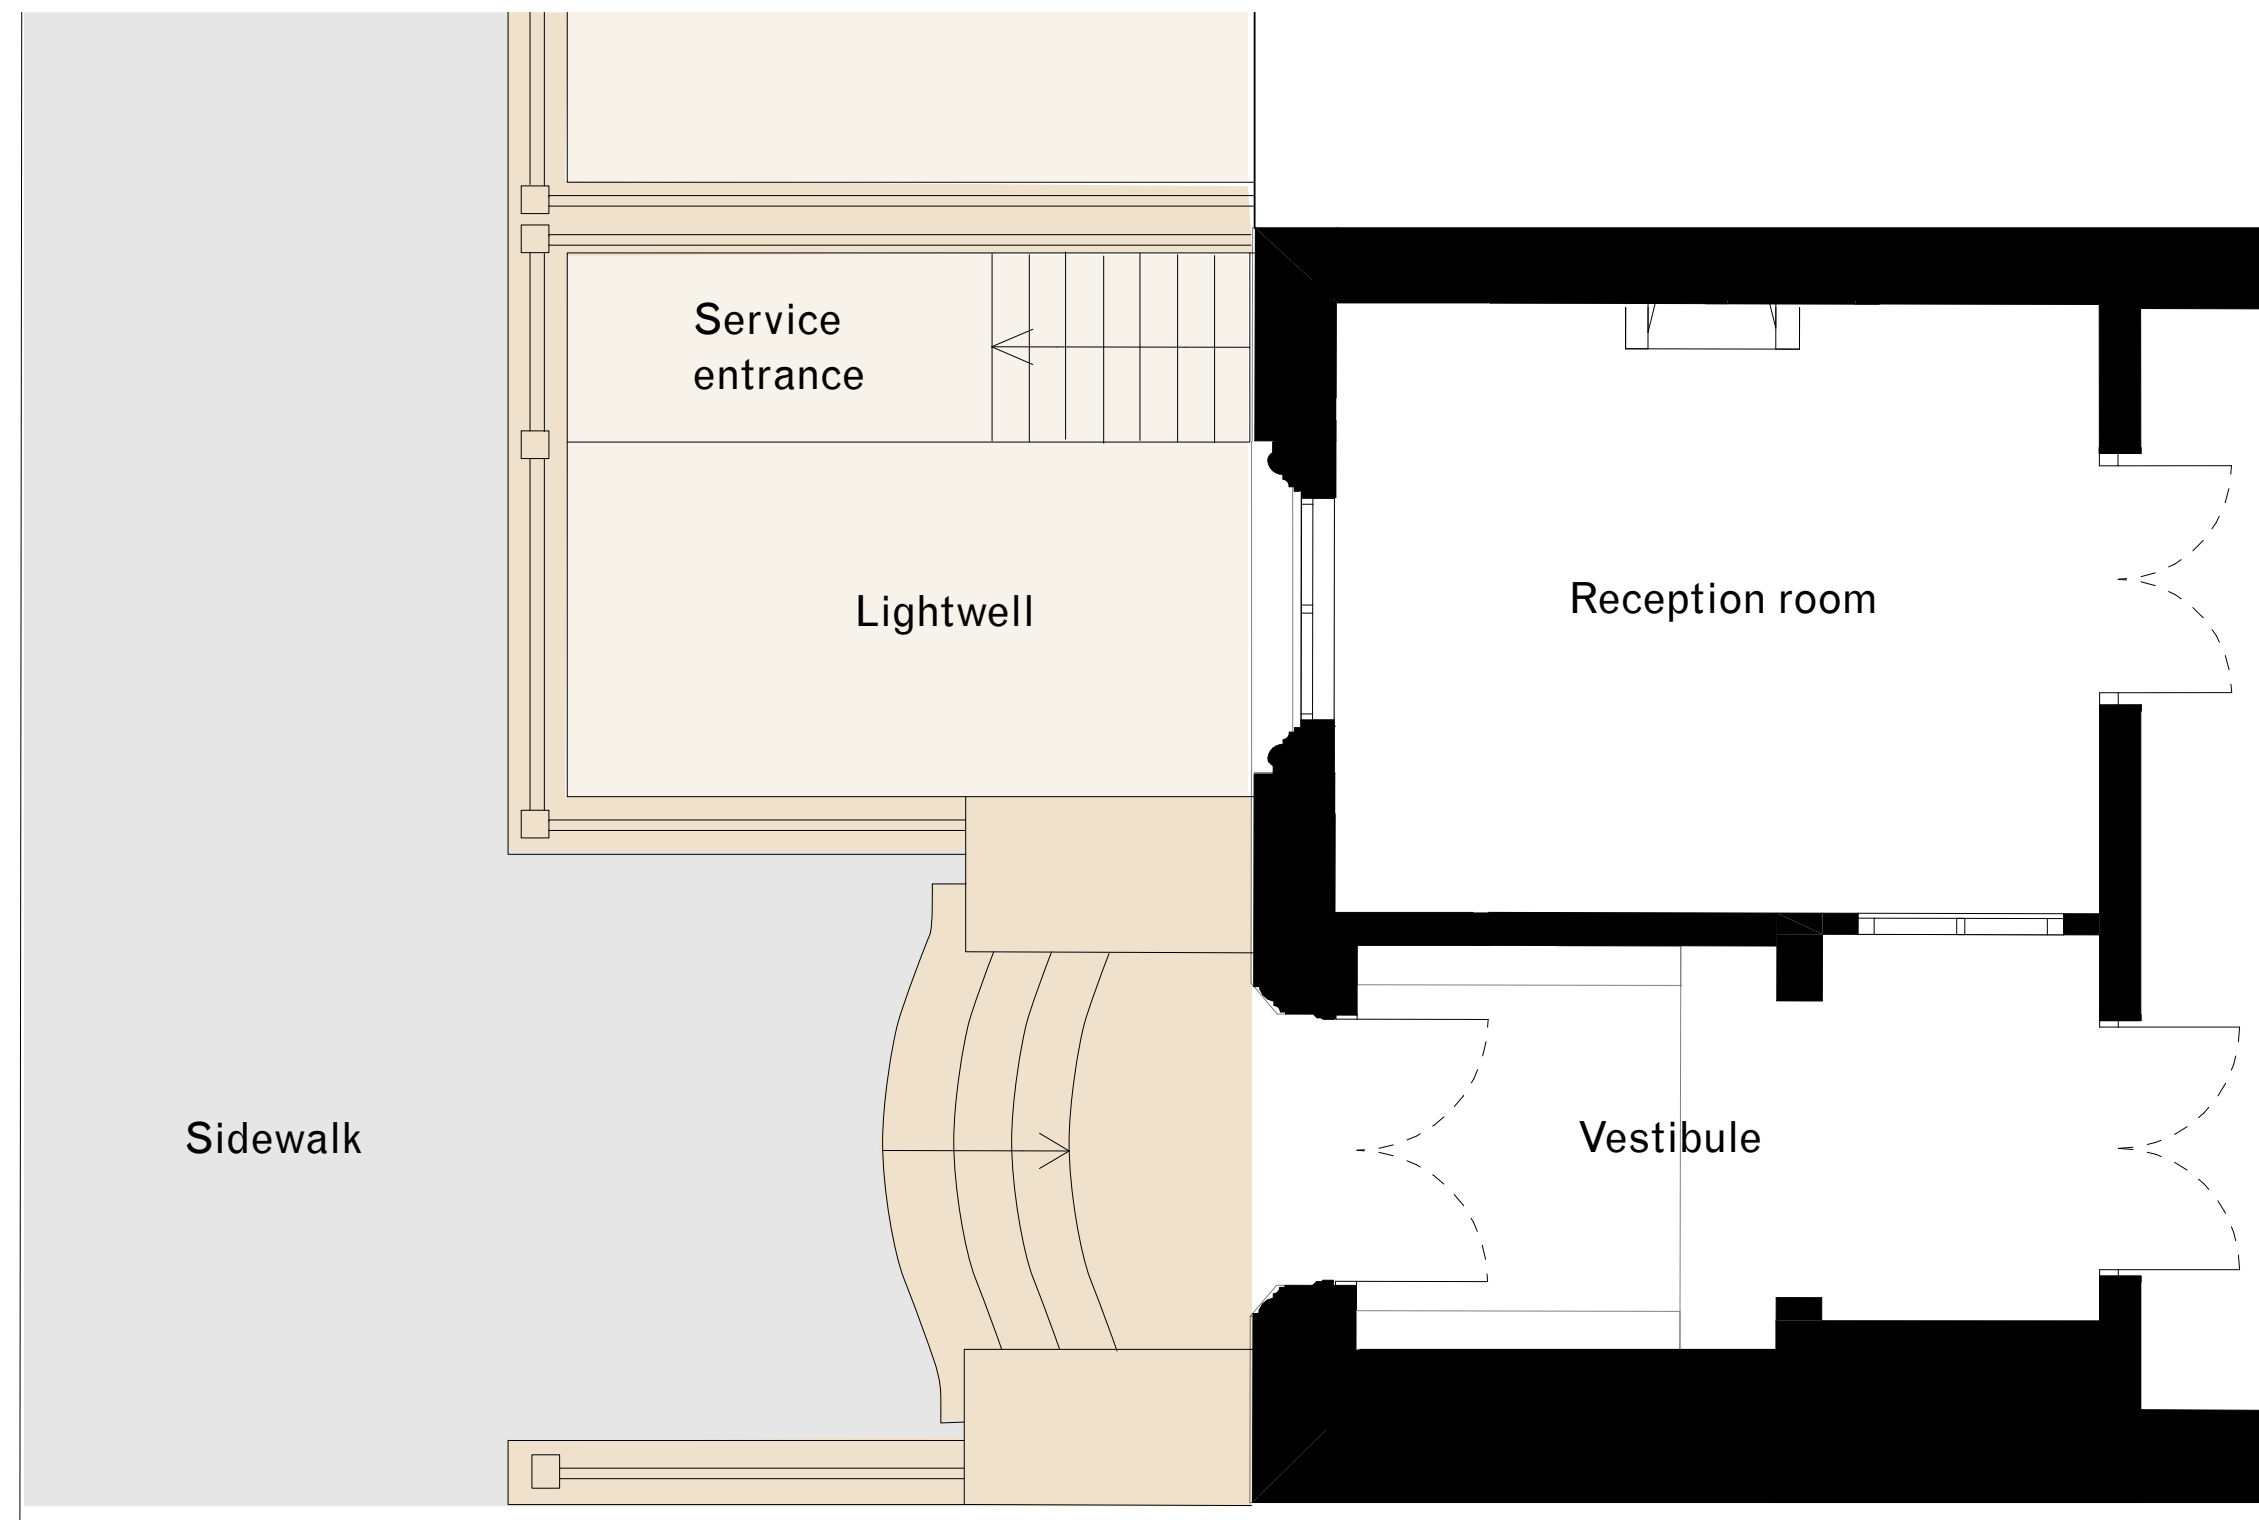 Service
entrance
Lightwell
Reception room
Sidewalk
Vestibule